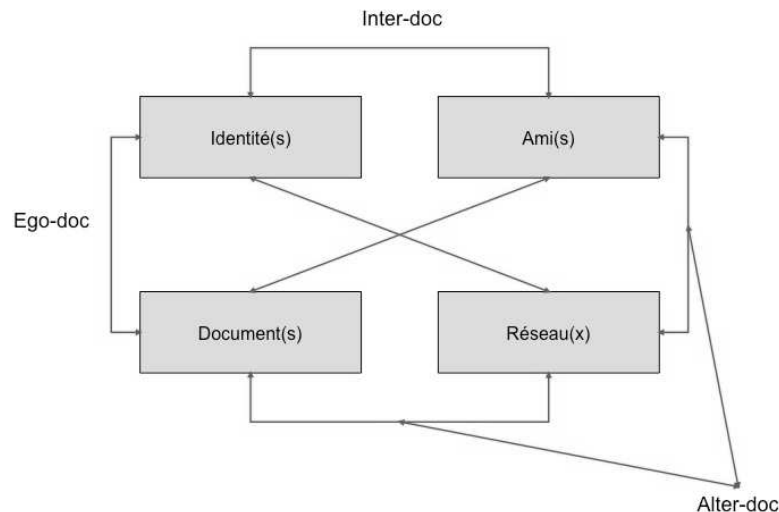 Inter-doc
Identité(s)
Ami(s)
Ego-doc
Document(s)
Réseau(x)
Alter-doc